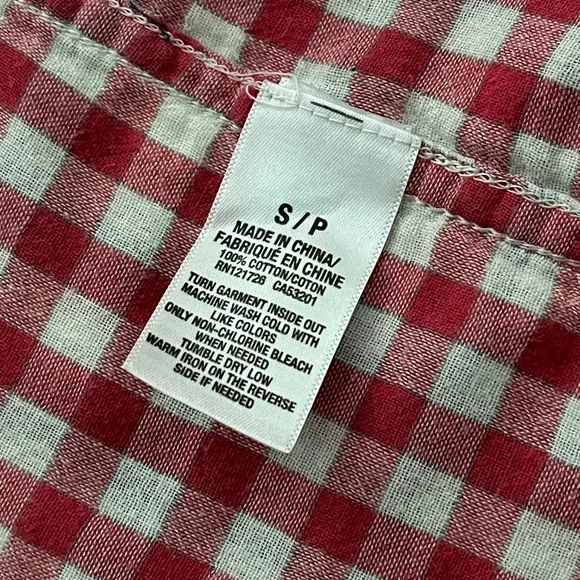 S / P
MADE IN CHINA/
FABRIQUÉ EN CHINE
100% COTTON/COTON
RN121728 CA53201
TURN GARMENT INSIDE OUT
MACHINE WASH COLD WITH
LIKE COLORS
ONLY NON-CHLORINE BLEACH
WHEN NEEDED
TUMBLE DRY LOW
WARM IRON ON THE REVERSE
SIDE IF NEEDED